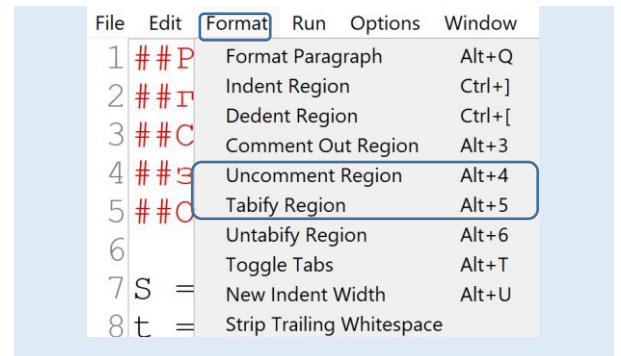 File Edit Format Run Options Window
1 ##Р Format Paragraph Alt+Q
2 ## Indent Region Ctrl+]
Dedent Region Ctrl+[
3 ##С Comment Out Region Alt+3
4 ##з Uncomment Region Alt+4
5 ##О Tabify Region Alt+5
6 Untabify Region Alt+6
Toggle Tabs Alt+T
7 S = New Indent Width Alt+U
8 t = Strip Trailing Whitespace